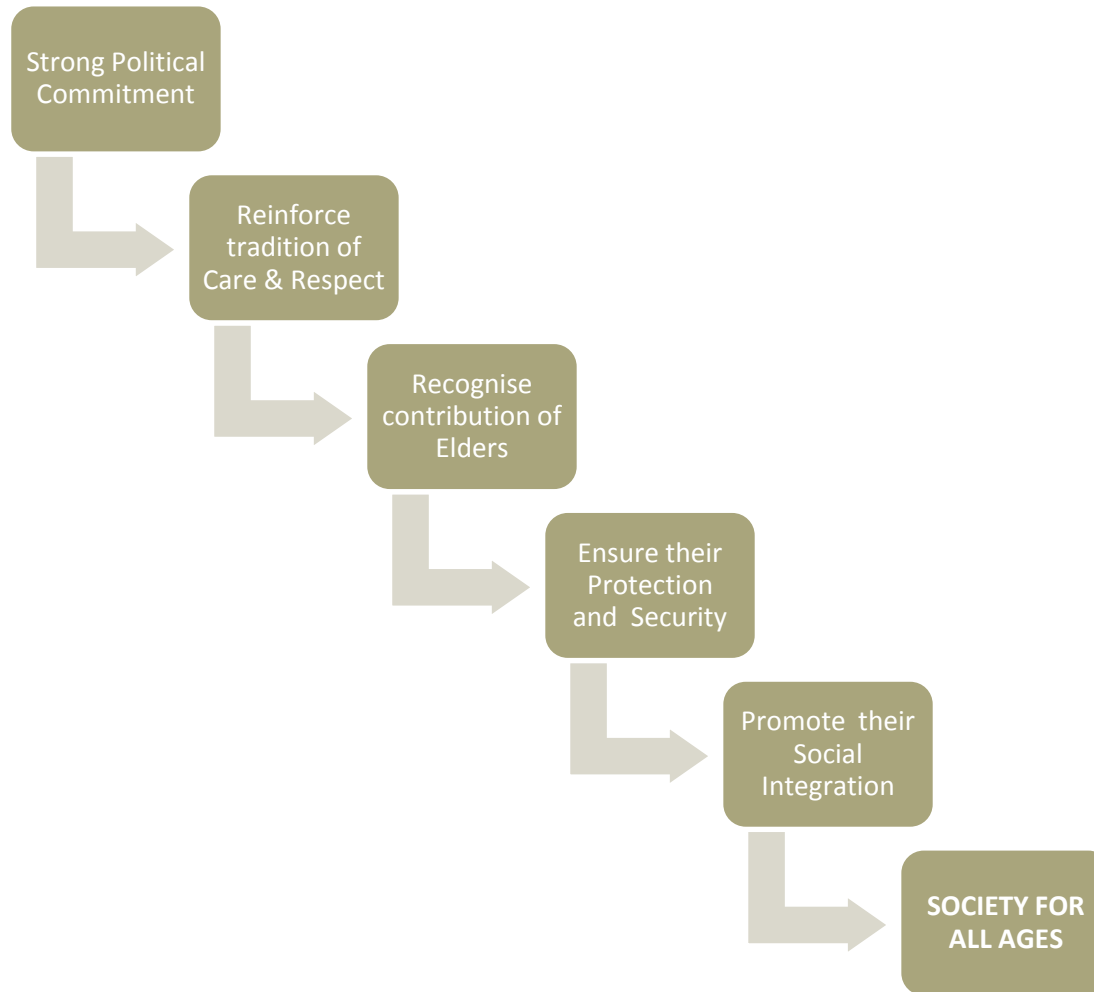 Strong Political
Commitment
Reinforce
tradition of
Care & Respect
Recognise
contribution of
Elders
Ensure their
Protection
and  Security
Promote  their
Social
Integration
SOCIETY FOR
ALL AGES